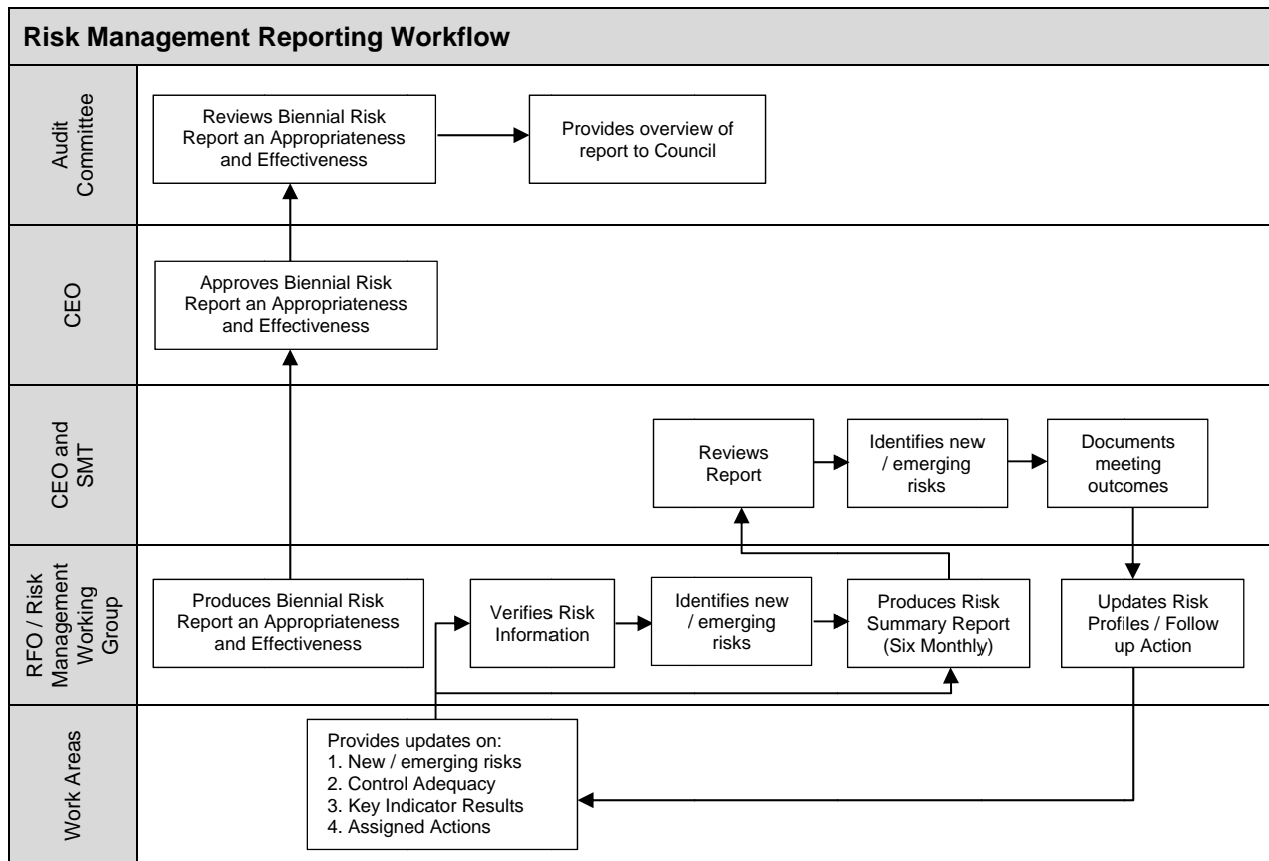 Risk Management Reporting Workflow
Audit
Committee
Reviews Biennial Risk
Report an Appropriateness
and Effectiveness
Provides overview of
report to Council
CEO
Approves Biennial Risk
Report an Appropriateness
and Effectiveness
CEO and
SMT
Reviews
Report
Identifies new
/ emerging
risks
Documents
meeting
outcomes
RFO / Risk
Management
Working
Group
Produces Biennial Risk
Report an Appropriateness
and Effectiveness
Verifies Risk
Information
Identifies new
/ emerging
risks
Produces Risk
Summary Report
(Six Monthly)
Updates Risk
Profiles / Follow
up Action
Work Areas
Provides updates on:
1. New / emerging risks
2. Control Adequacy
3. Key Indicator Results
4. Assigned Actions